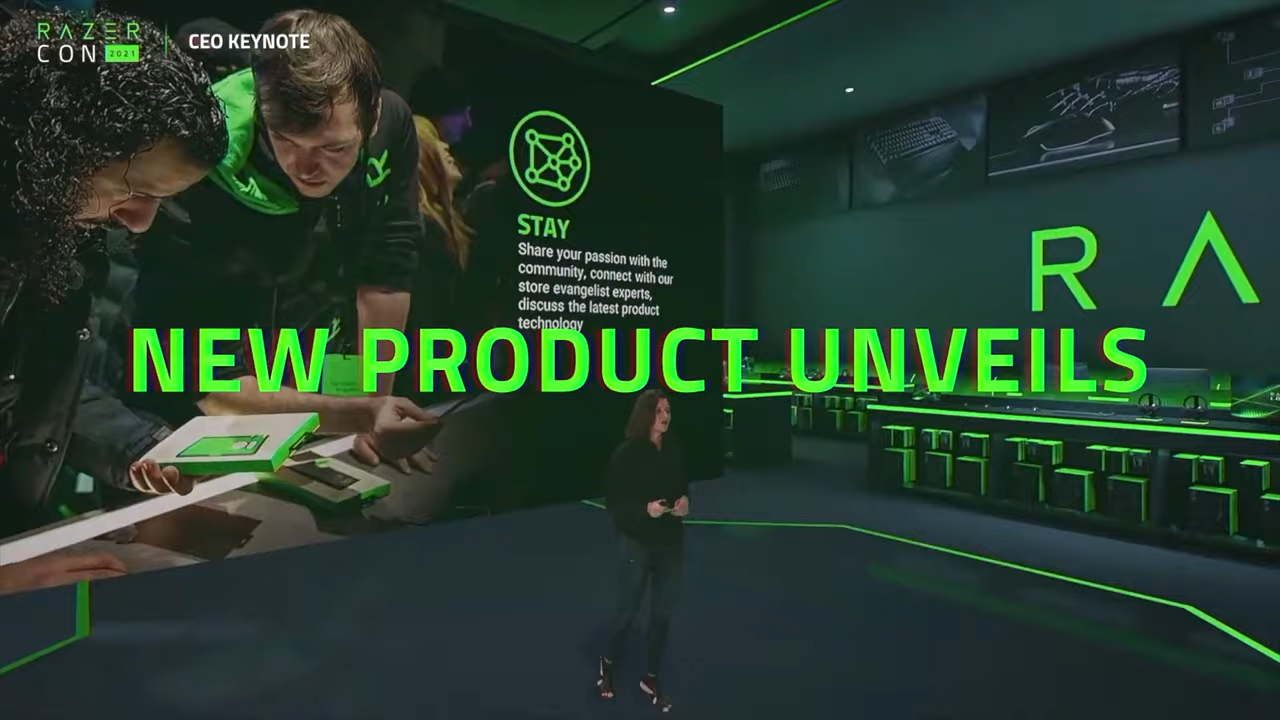 RAZER
CON 2021
CEO KEYNOTE
STAY
Share your passion with the
community, connect with our
store evangelist experts,
discuss the latest product
technology
RA
NEW PRODUCT UNVEILS